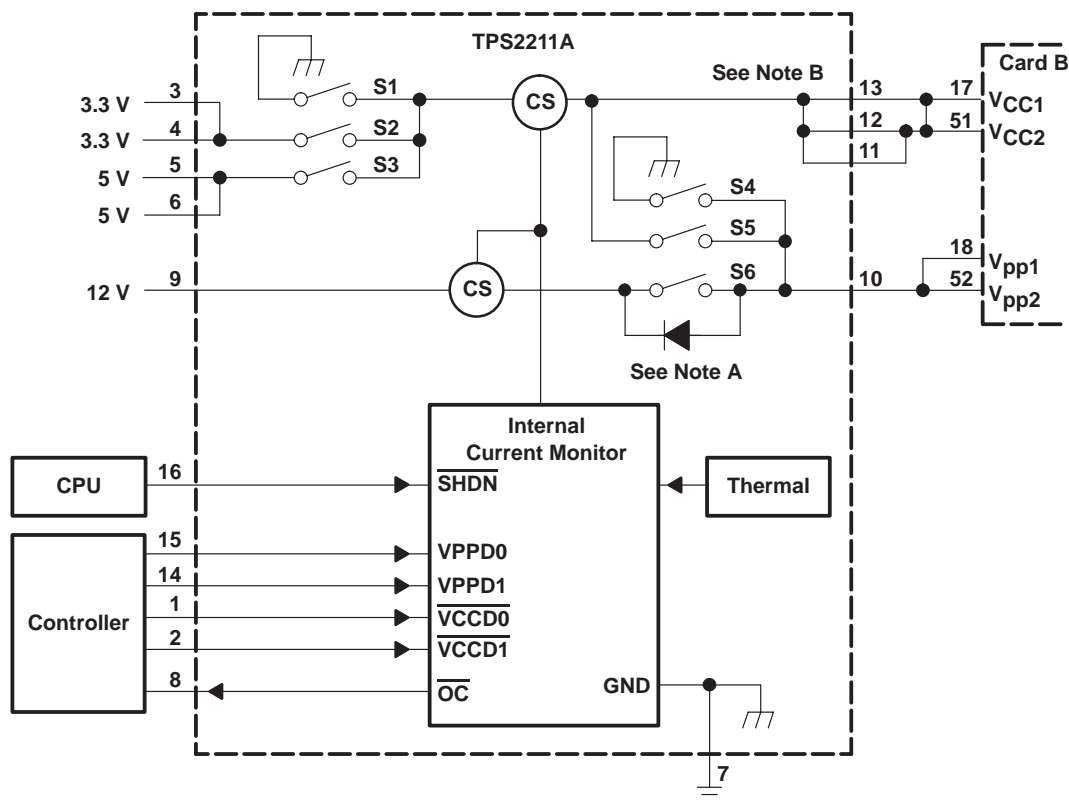 TPS2211A
Card B
See Note B
3.3 V 3
S1
CS
13
17
VCC1
3.3 V 4
S2
12
51
VCC2
5 V 5
S3
11
5 V 6
S4
S5
18
Vpp1
12 V 9
CS
S6
10
52
Vpp2
See Note A
Internal
Current Monitor
CPU
16
SHDN
Thermal
Controller
15
VPPD0
14
VPPD1
1
VCCD0
2
VCCD1
8
OC
GND
7